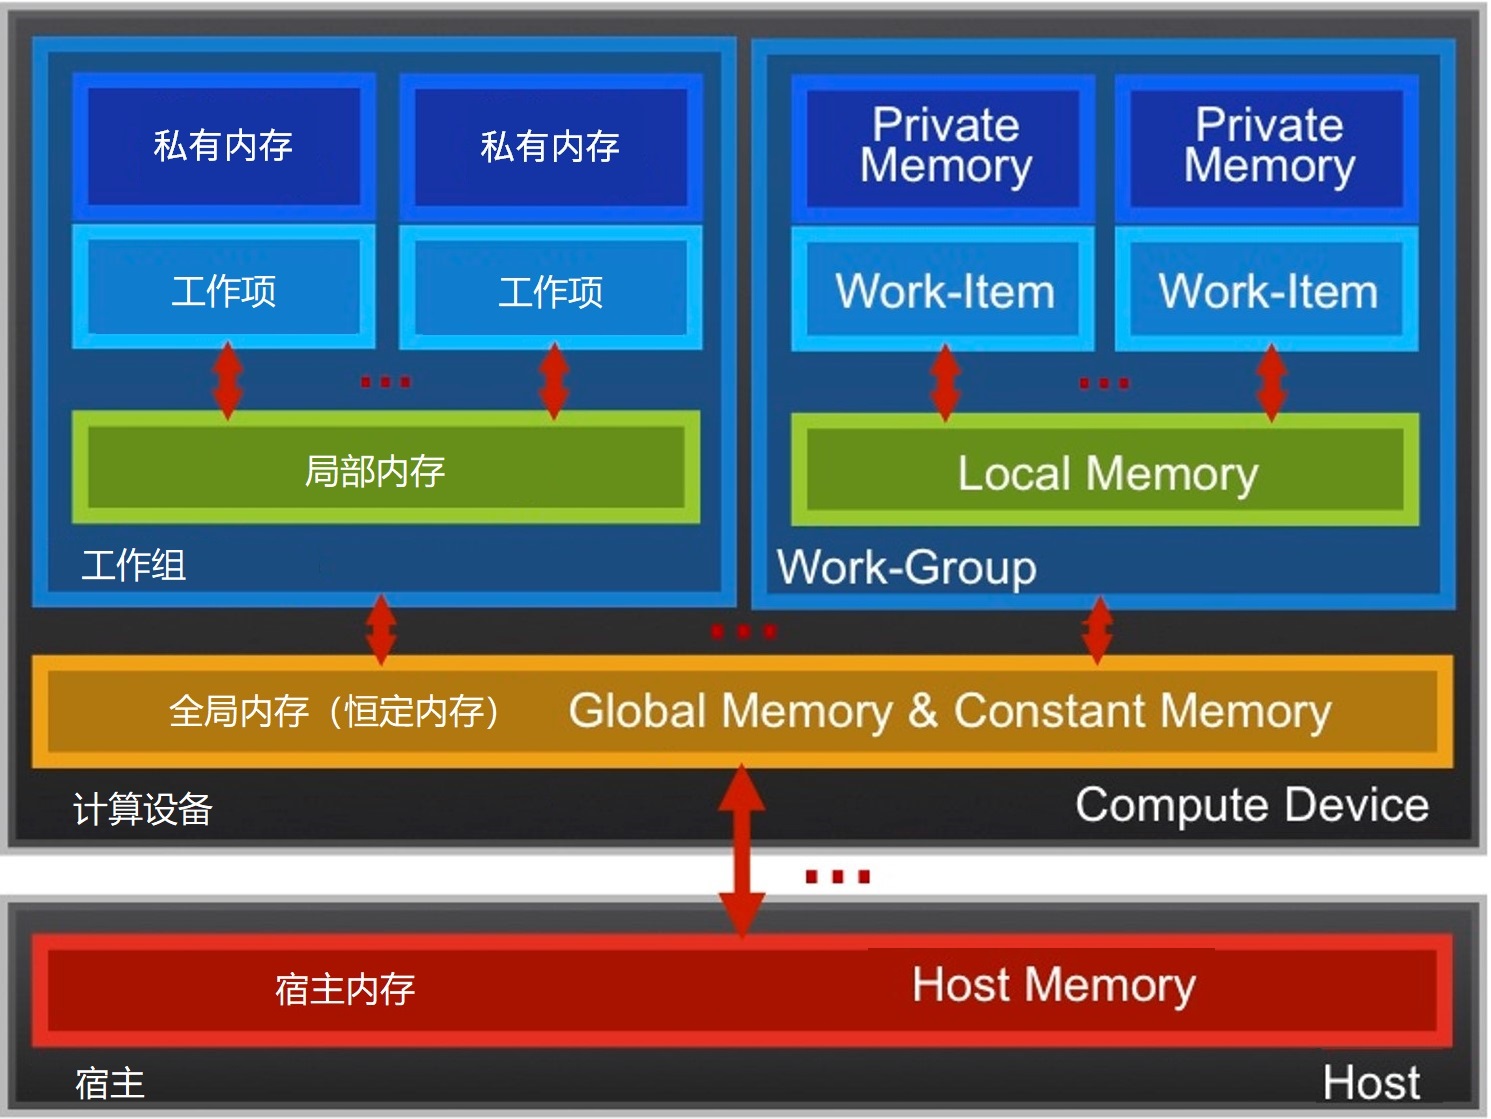 私有内存
私有内存
Private
Memory
Private
Memory
工作项
工作项
Work-Item
Work-Item
...
...
局部内存
Local Memory
工作组
Work-Group
...
全局内存（恒定内存）
Global Memory & Constant Memory
计算设备
Compute Device
...
宿主内存
Host Memory
宿主
Host